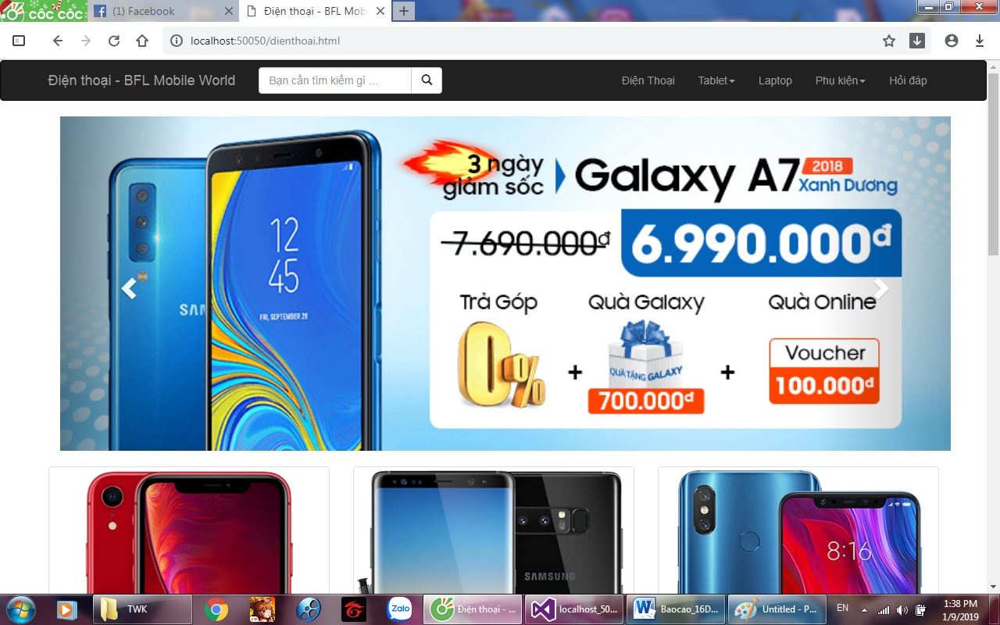 CỐC CỐC
(1) Facebook
Điện thoại - BFL Mobi
localhost:50050/dienthoai.html
Điện thoại - BFL Mobile World
Bạn cần tìm kiếm gì ...
Điện Thoại
Tablet
Laptop
Phụ kiện
Hỏi đáp
3 ngày
giảm sốc
Galaxy A7
2018
Xanh Dương
7.690.000đ
6.990.000đ
Trả Góp
Quà Galaxy
Quà Online
0%
+
QUÀ TẶNG GALAXY
700.000đ
+
Voucher
100.000đ
12
45
FRI, SEPTEMBER 28
SAM
SAMSUNG
8:16
TWK
Zalo
Điện thoại - ...
localhost_50...
Baocao_16D...
Untitled - P...
EN
1:38 PM
1/9/2019